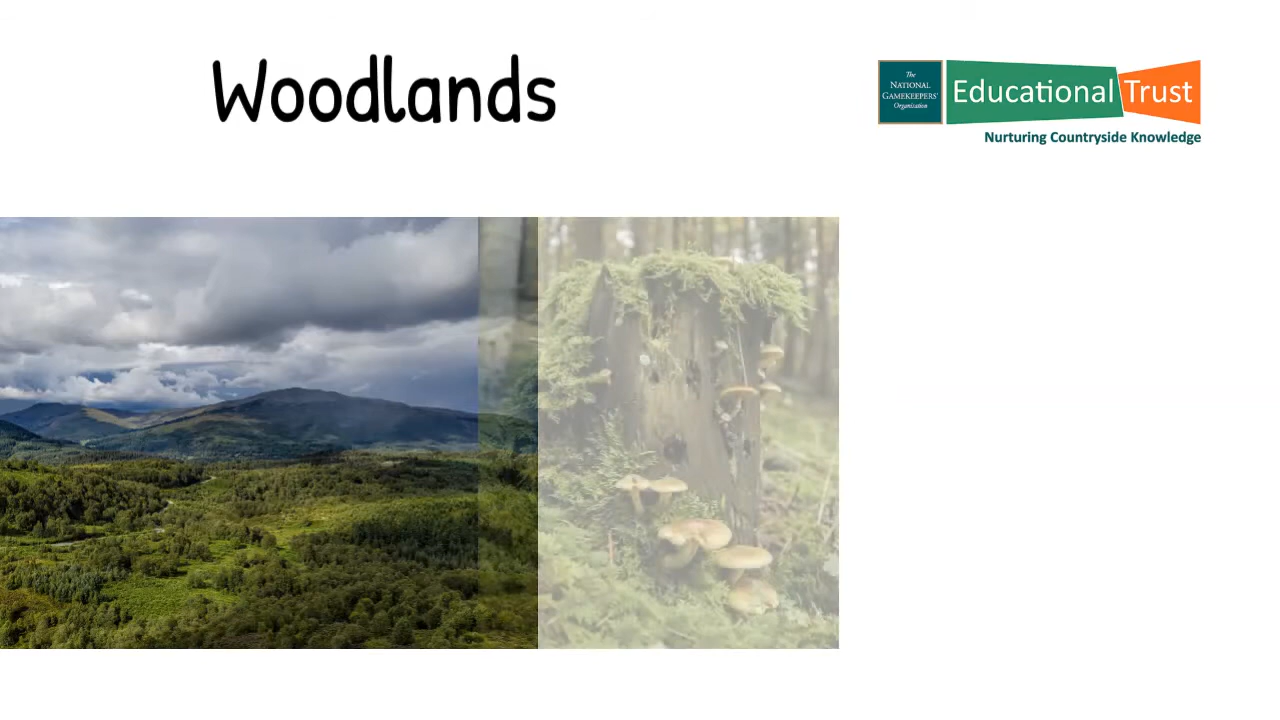 Woodlands
The
NATIONAL
GAMEKEEPERS'
Organisation
Educational Trust
Nurturing Countryside Knowledge